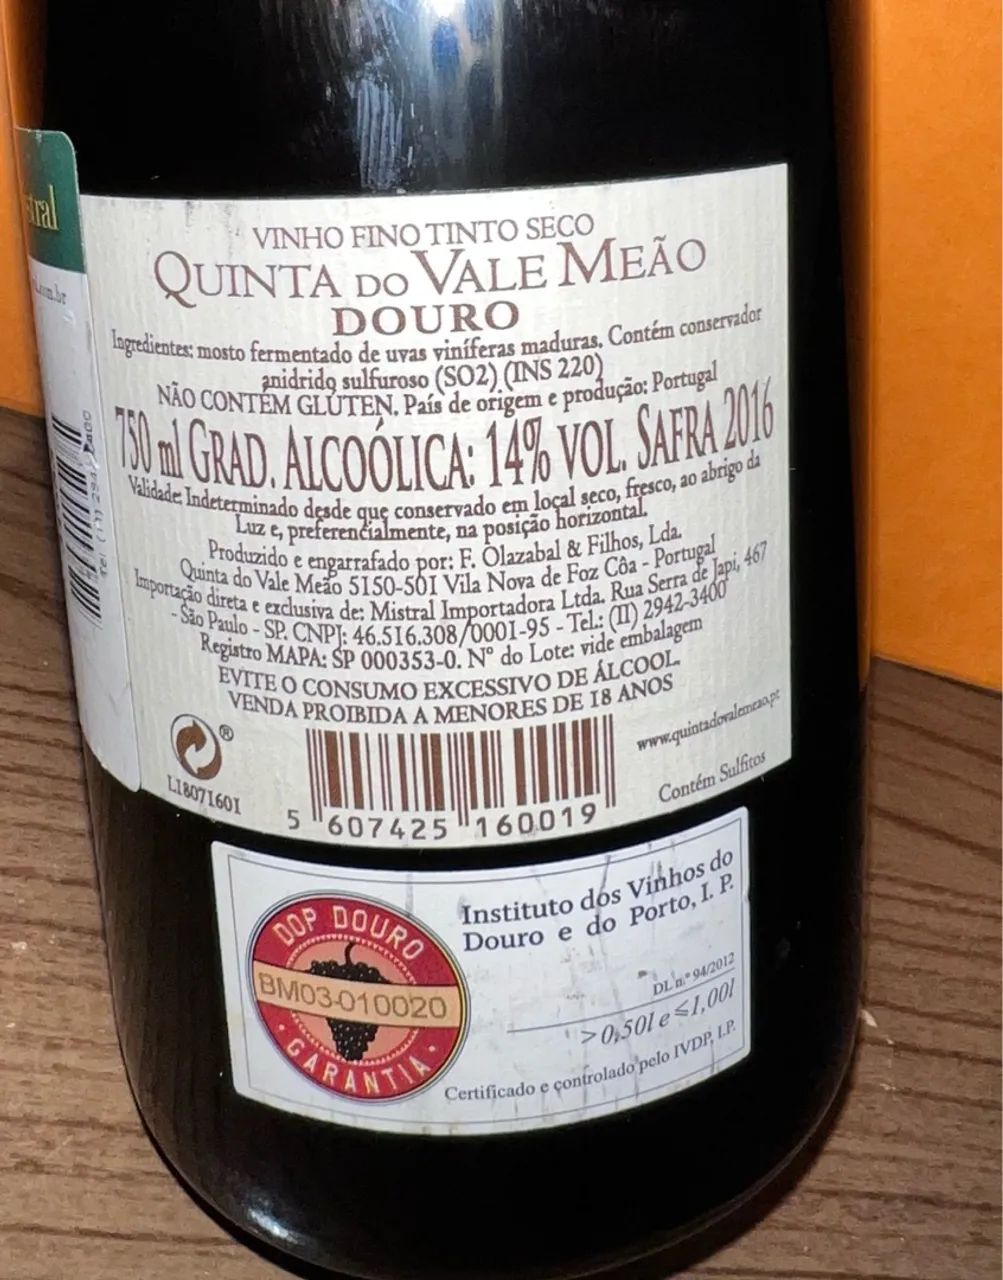 VINHO FINO TINTO SECO
QUINTA DO VALE MEÃO
DOURO
Ingredientes: mosto fermentado de uvas viníferas maduras. Contém conservador
anidrido sulfuroso (SO2) (INS 220)
NÃO CONTÉM GLÚTEN. País de origem e produção: Portugal
750 ml GRAD. ALCOÓLICA: 14% VOL. SAFRA 2016
Validade: Indeterminado desde que conservado em local seco, fresco, ao abrigo da
Luz e, preferencialmente, na posição horizontal.
Produzido e engarrafado por: F. Olazabal & Filhos, Lda.
Quinta do Vale Meão 5150-501 Vila Nova de Foz Côa - Portugal
Importação direta e exclusiva de: Mistral Importadora Ltda. Rua Serra de Japi, 467
- São Paulo - SP. CNPJ: 46.516.308/0001-95 - Tel.: (11) 2942-3400
Registro MAPA: SP 000353-0. Nº do Lote: vide embalagem
EVITE O CONSUMO EXCESSIVO DE ÁLCOOL.
VENDA PROIBIDA A MENORES DE 18 ANOS
®
L18071601
5 607425 160019
www.quintadovalemeao.pt
Contém Sulfitos
DOP DOURO
BM03-010020
· GARANTIA ·
Instituto dos Vinhos do
Douro e do Porto, I. P.
DL n.º 94/2012
>0,50l e ≤1,00l
Certificado e controlado pelo IVDP, I.P.